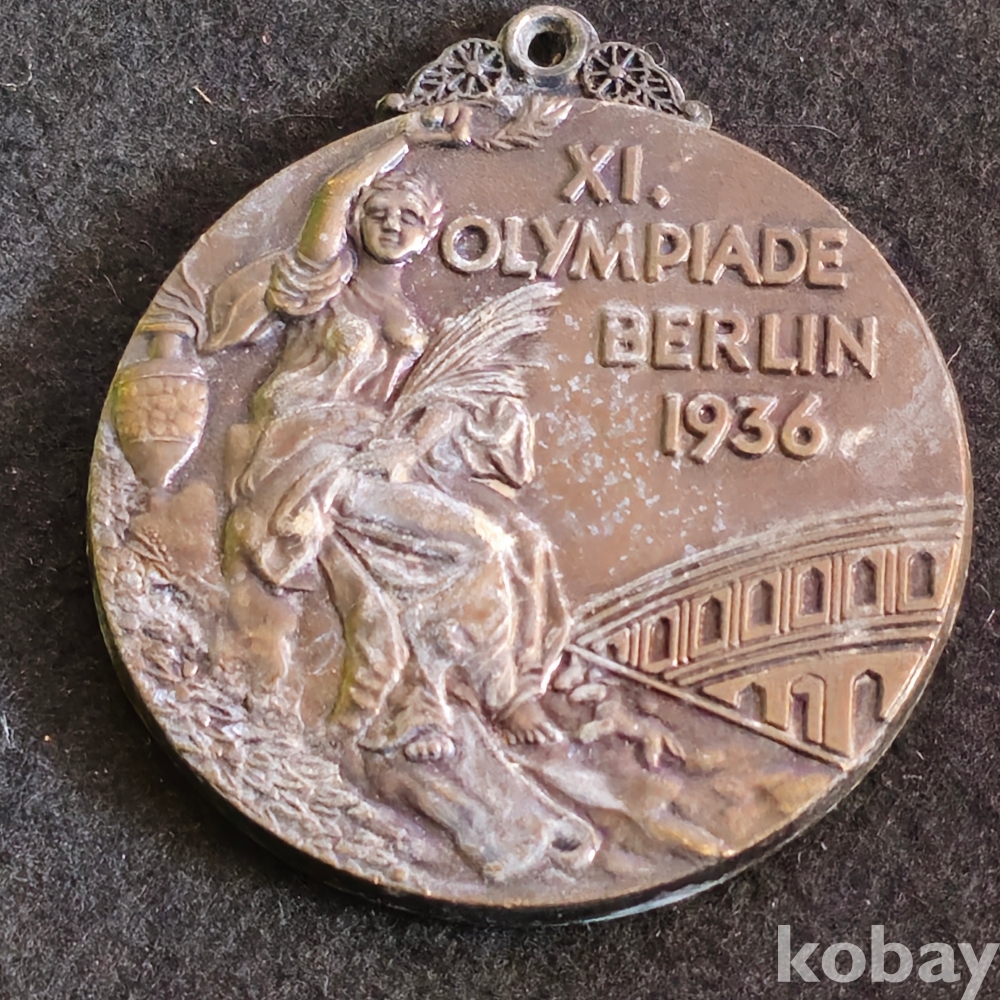 XI.
OLYMPIADE
BERLIN
1936
kobay